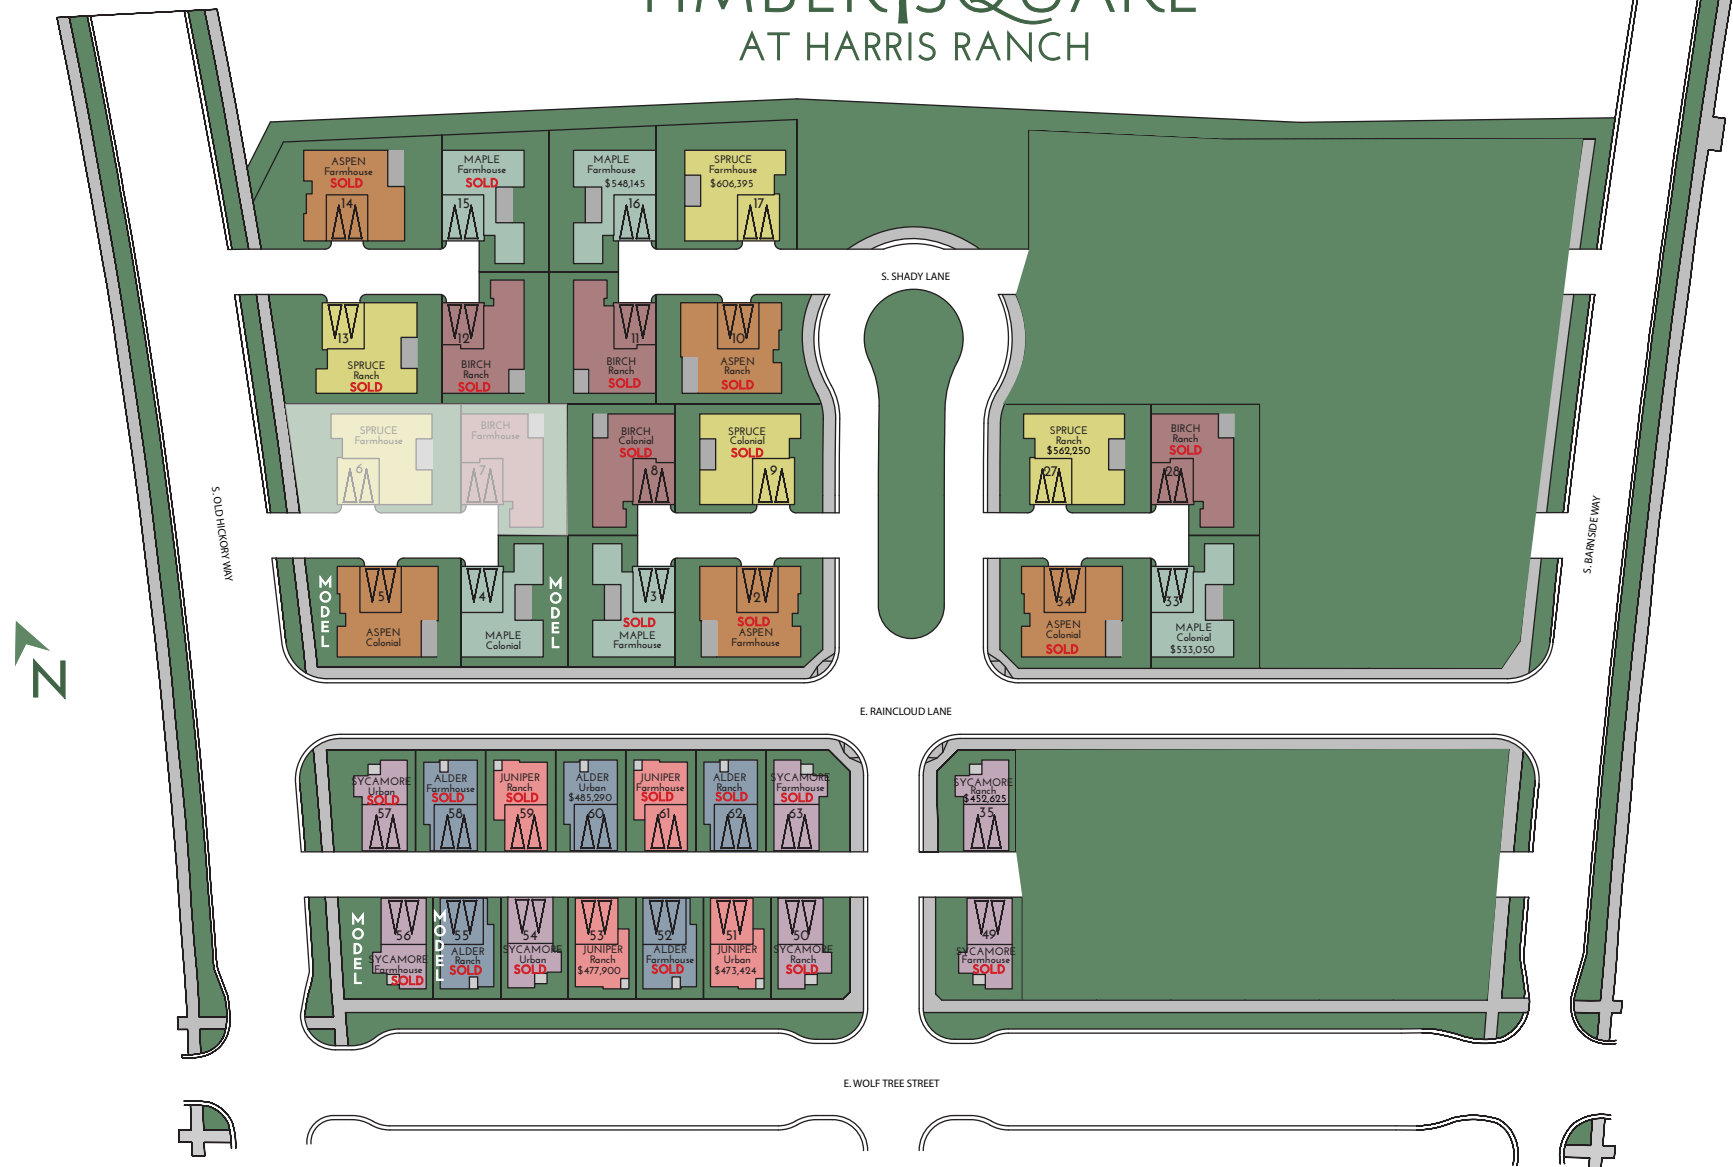 TIMBER SQUARE
AT HARRIS RANCH
ASPEN
Farmhouse
SOLD
14
MAPLE
Farmhouse
SOLD
15
MAPLE
Farmhouse
$548,145
16
SPRUCE
Farmhouse
$606,395
17
S. SHADY LANE
13
SPRUCE
Ranch
SOLD
12
BIRCH
Ranch
SOLD
11
BIRCH
Ranch
SOLD
10
ASPEN
Ranch
SOLD
SPRUCE
Farmhouse
6
BIRCH
Farmhouse
7
BIRCH
Colonial
SOLD
8
SPRUCE
Colonial
SOLD
9
SPRUCE
Ranch
$562,250
27
BIRCH
Ranch
SOLD
28
S. OLD HICKORY WAY
S. BARNSIDE WAY
MODEL
5
ASPEN
Colonial
4
MAPLE
Colonial
MODEL
3
SOLD
MAPLE
Farmhouse
2
SOLD
ASPEN
Farmhouse
34
ASPEN
Colonial
SOLD
33
MAPLE
Colonial
$533,050
N
E. RAINCLOUD LANE
SYCAMORE
Urban
SOLD
57
ALDER
Farmhouse
SOLD
58
JUNIPER
Ranch
SOLD
59
ALDER
Urban
$485,290
60
JUNIPER
Farmhouse
SOLD
61
ALDER
Ranch
SOLD
62
SYCAMORE
Farmhouse
SOLD
63
SYCAMORE
Ranch
$452,625
35
MODEL
56
SYCAMORE
Farmhouse
SOLD
MODEL
55
ALDER
Ranch
SOLD
54
SYCAMORE
Urban
SOLD
53
JUNIPER
Ranch
$477,900
52
ALDER
Farmhouse
SOLD
51
JUNIPER
Urban
$473,424
50
SYCAMORE
Ranch
SOLD
49
SYCAMORE
Farmhouse
SOLD
E. WOLF TREE STREET